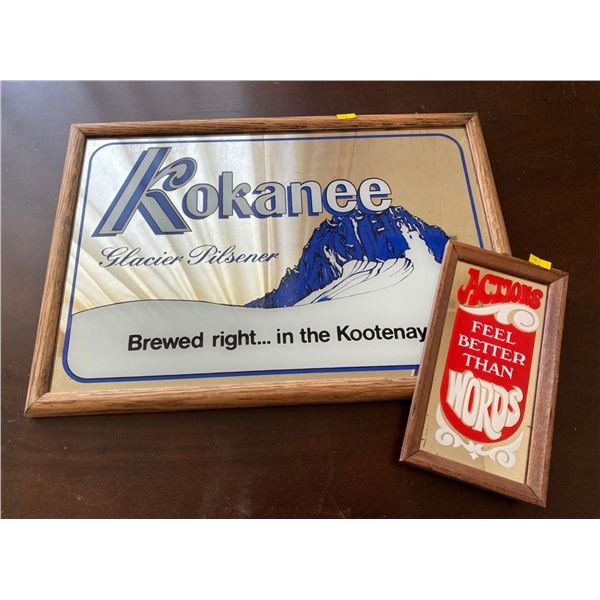 Kokanee
Glacier Pilsener
Brewed right... in the Kootenay
ACTIONS
FEEL
BETTER
THAN
WORDS